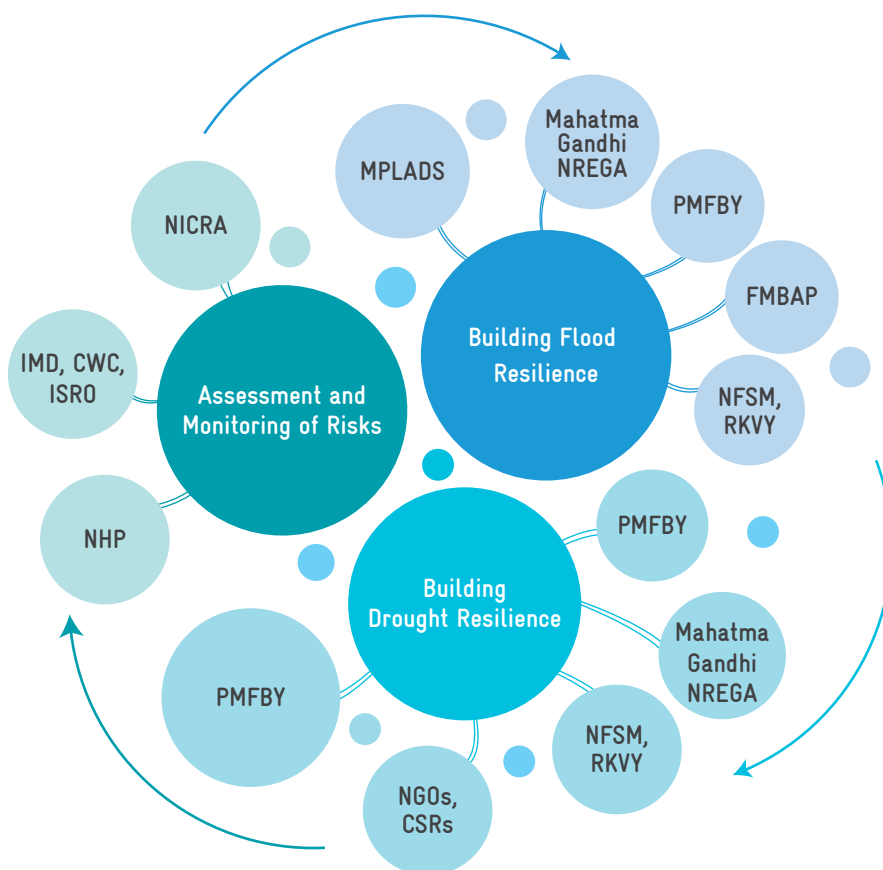 Assessment and
Monitoring of Risks
NICRA
IMD, CWC,
ISRO
NHP
Building Flood
Resilience
MPLADS
Mahatma
Gandhi
NREGA
PMFBY
FMBAP
NFSM,
RKVY
Building
Drought Resilience
PMFBY
Mahatma
Gandhi
NREGA
NFSM,
RKVY
NGOs,
CSRs
PMFBY